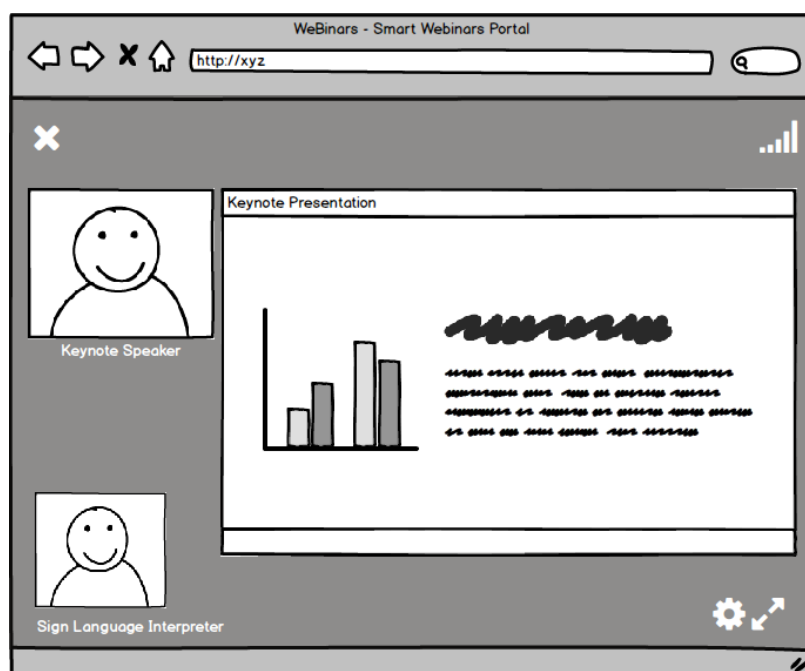 WeBinars - Smart Webinars Portal
http://xyz
Keynote Presentation
Keynote Speaker
Sign Language Interpreter